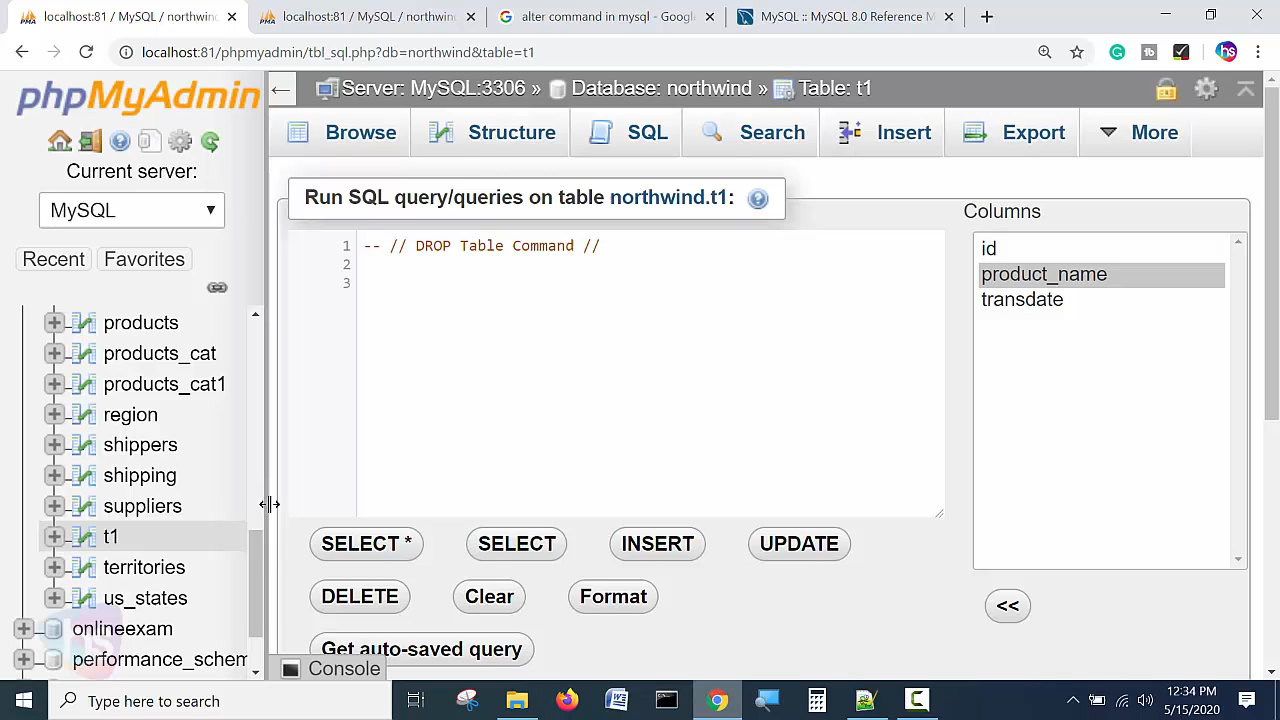 localhost:81 / MySQL / northwin
localhost:81 / MySQL / northwin
alter command in mysql - Googl
MySQL :: MySQL 8.0 Reference M
localhost:81/phpmyadmin/tbl_sql.php?db=northwind&table=t1
phpMyAdmin
Server: MySQL:3306 » Database: northwind » Table: t1
Browse
Structure
SQL
Search
Insert
Export
More
Current server:
MySQL
Recent
Favorites
Run SQL query/queries on table northwind.t1:
Columns
1 -- // DROP Table Command //
2
3
id
product_name
transdate
products
products_cat
products_cat1
region
shippers
shipping
suppliers
t1
territories
us_states
onlineexam
performance_schem
SELECT *
SELECT
INSERT
UPDATE
DELETE
Clear
Format
<<
Get auto-saved query
Console
Type here to search
12:34 PM
5/15/2020